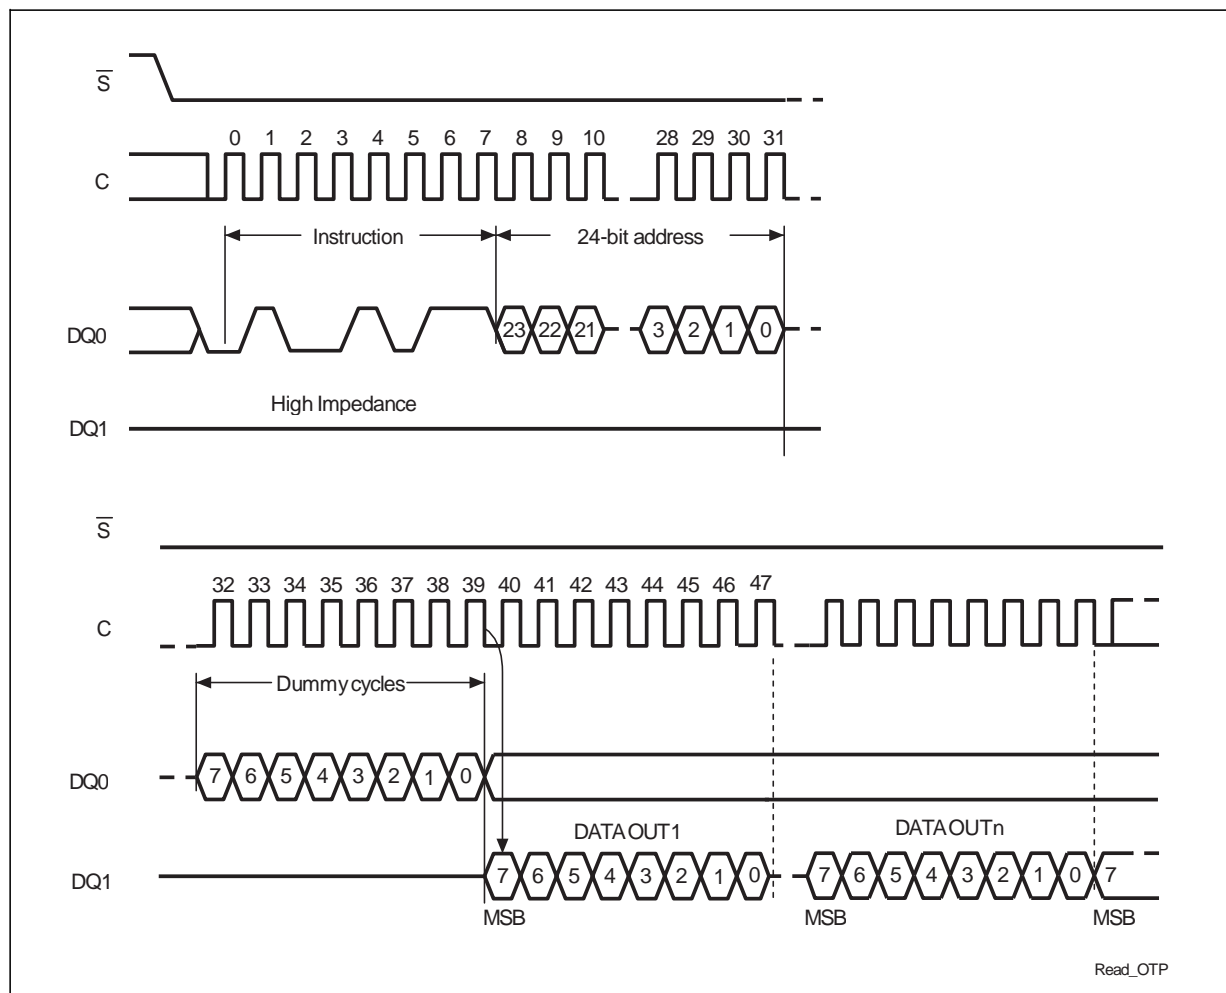 S
0 1 2 3 4 5 6 7 8 9 10 28 29 30 31
C
Instruction 24-bit address
DQ0 23 22 21 3 2 1 0
High Impedance
DQ1
S
32 33 34 35 36 37 38 39 40 41 42 43 44 45 46 47
C
Dummy cycles
DQ0 7 6 5 4 3 2 1 0
DATA OUT 1 DATA OUT n
DQ1 7 6 5 4 3 2 1 0 7 6 5 4 3 2 1 0 7
MSB MSB MSB
Read_OTP